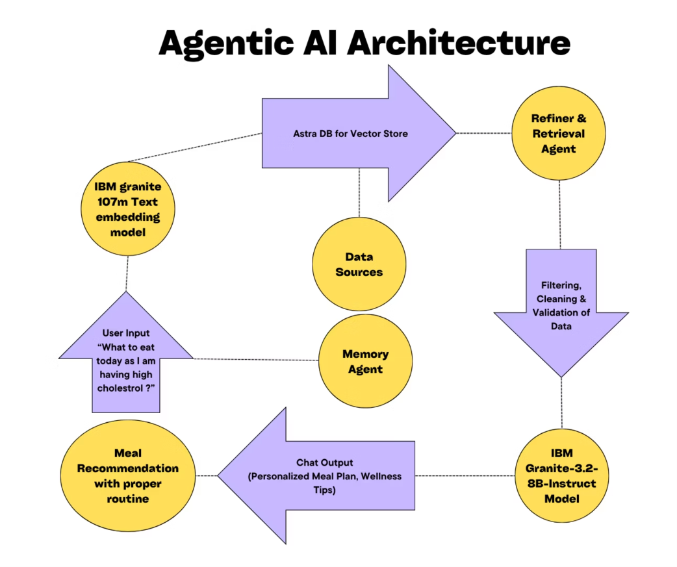 Agentic AI Architecture
Astra DB for Vector Store
Refiner &
Retrieval
Agent
IBM granite
107m Text
embedding
model
Data
Sources
Filtering,
Cleaning &
Validation of
Data
User Input
“What to eat
today as I am
having high
cholestrol ?”
Memory
Agent
Meal
Recommendation
with proper
routine
Chat Output
(Personalized Meal Plan, Wellness
Tips)
IBM
Granite-3.2-
8B-Instruct
Model